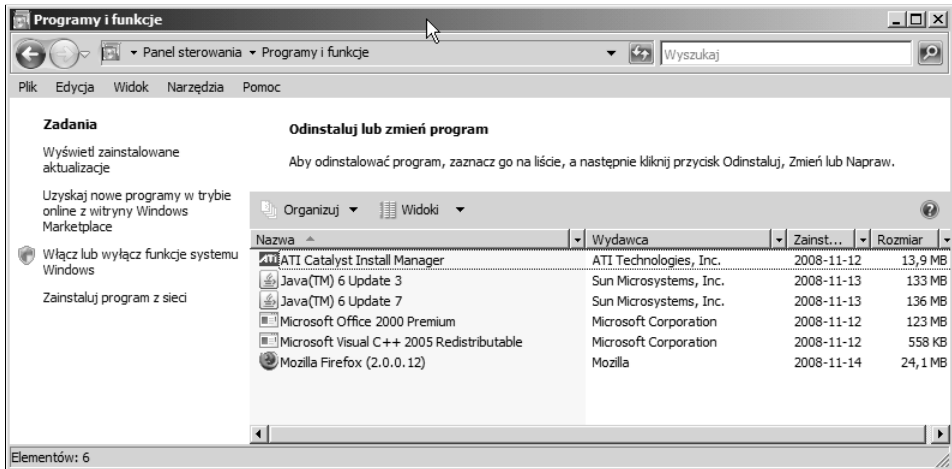 Programy i funkcje
Panel sterowania Programy i funkcje Wyszukaj
Plik Edycja Widok Narzędzia Pomoc
Zadania
Wyświetl zainstalowane
aktualizacje
Uzyskaj nowe programy w trybie
online z witryny Windows
Marketplace
Włącz lub wyłącz funkcje systemu
Windows
Zainstaluj program z sieci
Odinstaluj lub zmień program
Aby odinstalować program, zaznacz go na liście, a następnie kliknij przycisk Odinstaluj, Zmień lub Napraw.
Organizuj Widoki
Nazwa Wydawca Zainst... Rozmiar
ATI ATI Catalyst Install Manager ATI Technologies, Inc. 2008-11-12 13,9 MB
Java(TM) 6 Update 3 Sun Microsystems, Inc. 2008-11-13 133 MB
Java(TM) 6 Update 7 Sun Microsystems, Inc. 2008-11-13 136 MB
Microsoft Office 2000 Premium Microsoft Corporation 2008-11-12 123 MB
Microsoft Visual C++ 2005 Redistributable Microsoft Corporation 2008-11-12 558 KB
Mozilla Firefox (2.0.0.12) Mozilla 2008-11-14 24,1 MB
Elementów: 6